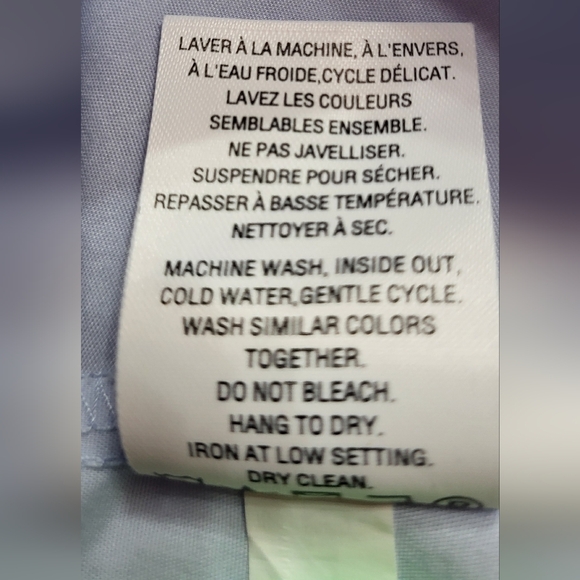 LAVER À LA MACHINE, À L'ENVERS,
À L'EAU FROIDE,CYCLE DÉLICAT.
LAVEZ LES COULEURS
SEMBLABLES ENSEMBLE.
NE PAS JAVELLISER.
SUSPENDRE POUR SÉCHER.
REPASSER À BASSE TEMPÉRATURE.
NETTOYER À SEC.
MACHINE WASH, INSIDE OUT,
COLD WATER,GENTLE CYCLE.
WASH SIMILAR COLORS
TOGETHER.
DO NOT BLEACH.
HANG TO DRY.
IRON AT LOW SETTING.
DRY CLEAN.